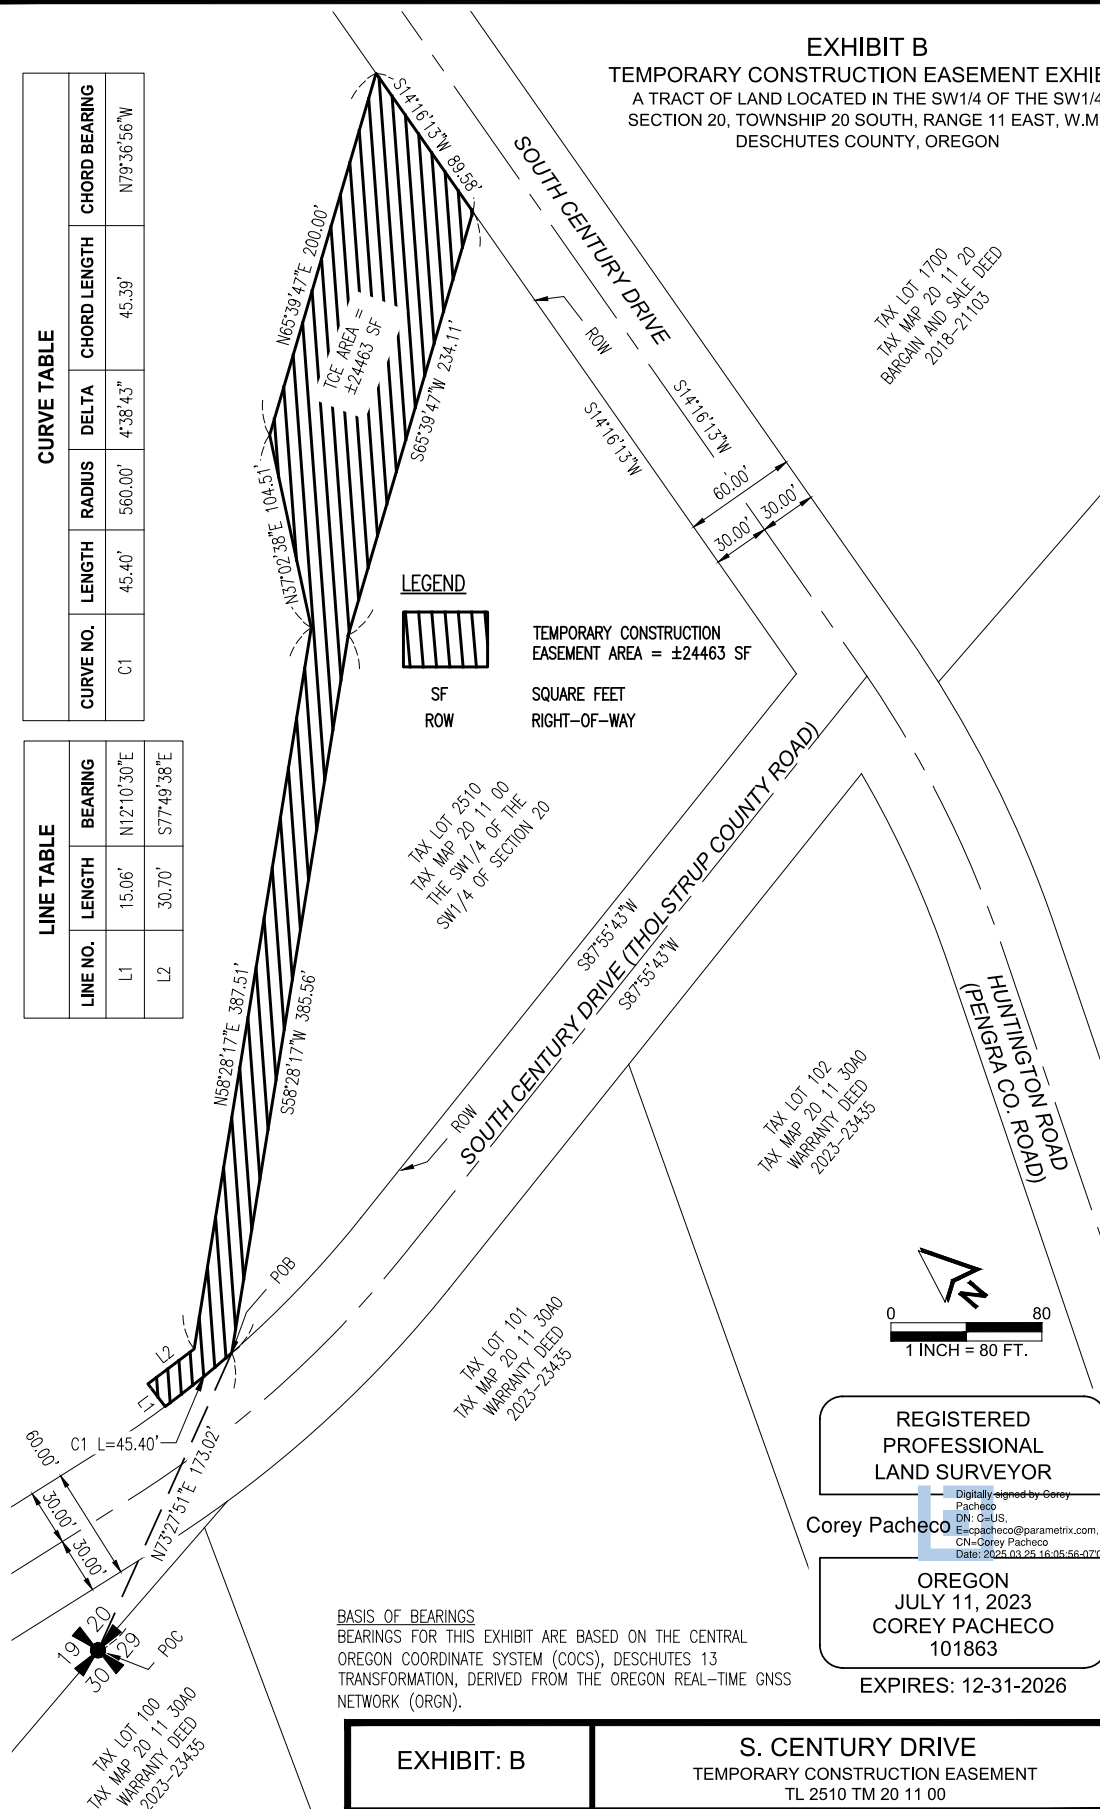 EXHIBIT B
TEMPORARY CONSTRUCTION EASEMENT EXHIB
A TRACT OF LAND LOCATED IN THE SW1/4 OF THE SW1/4
SECTION 20, TOWNSHIP 20 SOUTH, RANGE 11 EAST, W.M
DESCHUTES COUNTY, OREGON
CURVE TABLE
CURVE NO. LENGTH RADIUS DELTA CHORD LENGTH CHORD BEARING
C1 45.40' 560.00' 4°38'43" 45.39' N79°36'56"W
LINE TABLE
LINE NO. LENGTH BEARING
L1 15.06' N12°10'30"E
L2 30.70' S77°49'38"E
S14°16'13"W 89.58'
SOUTH CENTURY DRIVE
N65°39'47"E 200.00'
TCE AREA =
±24463 SF
S65°39'47"W 234.11'
N37°02'38"E 104.51'
ROW
S14°16'13"W
S14°16'13"W
60.00'
30.00'
30.00'
TAX LOT 1700
TAX MAP 20 11 20
BARGAIN AND SALE DEED
2018-21103
LEGEND
TEMPORARY CONSTRUCTION
EASEMENT AREA = ±24463 SF
SF SQUARE FEET
ROW RIGHT-OF-WAY
TAX LOT 2510
TAX MAP 20 11 00
THE SW1/4 OF THE
SW1/4 OF SECTION 20
SOUTH CENTURY DRIVE (THOLSTRUP COUNTY ROAD)
S87°55'43"W
S87°55'43"W
ROW
N58°28'17"E 387.51'
S58°28'17"W 385.56'
HUNTINGTON ROAD
(PENGRA CO. ROAD)
TAX LOT 102
TAX MAP 20 11 30A0
WARRANTY DEED
2023-23435
POB
L2
L1
C1 L=45.40'
N73°27'51"E 173.02'
60.00'
30.00'
30.00'
TAX LOT 101
TAX MAP 20 11 30A0
WARRANTY DEED
2023-23435
N
0 80
1 INCH = 80 FT.
19 20
30 29
POC
TAX LOT 100
TAX MAP 20 11 30A0
WARRANTY DEED
2023-23435
REGISTERED
PROFESSIONAL
LAND SURVEYOR
Corey Pacheco
Digitally signed by Corey
Pacheco
DN: C=US,
E=cpacheco@parametrix.com,
CN=Corey Pacheco
Date: 2025.03.25 16:05:56-07'0
OREGON
JULY 11, 2023
COREY PACHECO
101863
EXPIRES: 12-31-2026
BASIS OF BEARINGS
BEARINGS FOR THIS EXHIBIT ARE BASED ON THE CENTRAL
OREGON COORDINATE SYSTEM (COCS), DESCHUTES 13
TRANSFORMATION, DERIVED FROM THE OREGON REAL-TIME GNSS
NETWORK (ORGN).
EXHIBIT: B
S. CENTURY DRIVE
TEMPORARY CONSTRUCTION EASEMENT
TL 2510 TM 20 11 00